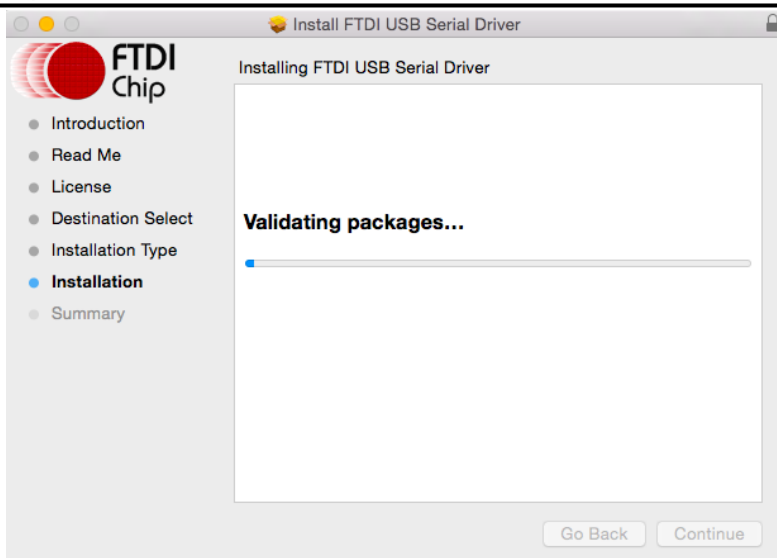 Install FTDI USB Serial Driver
FTDI
Chip
Installing FTDI USB Serial Driver
Introduction
Read Me
License
Destination Select
Installation Type
Installation
Summary
Validating packages...
Go Back
Continue